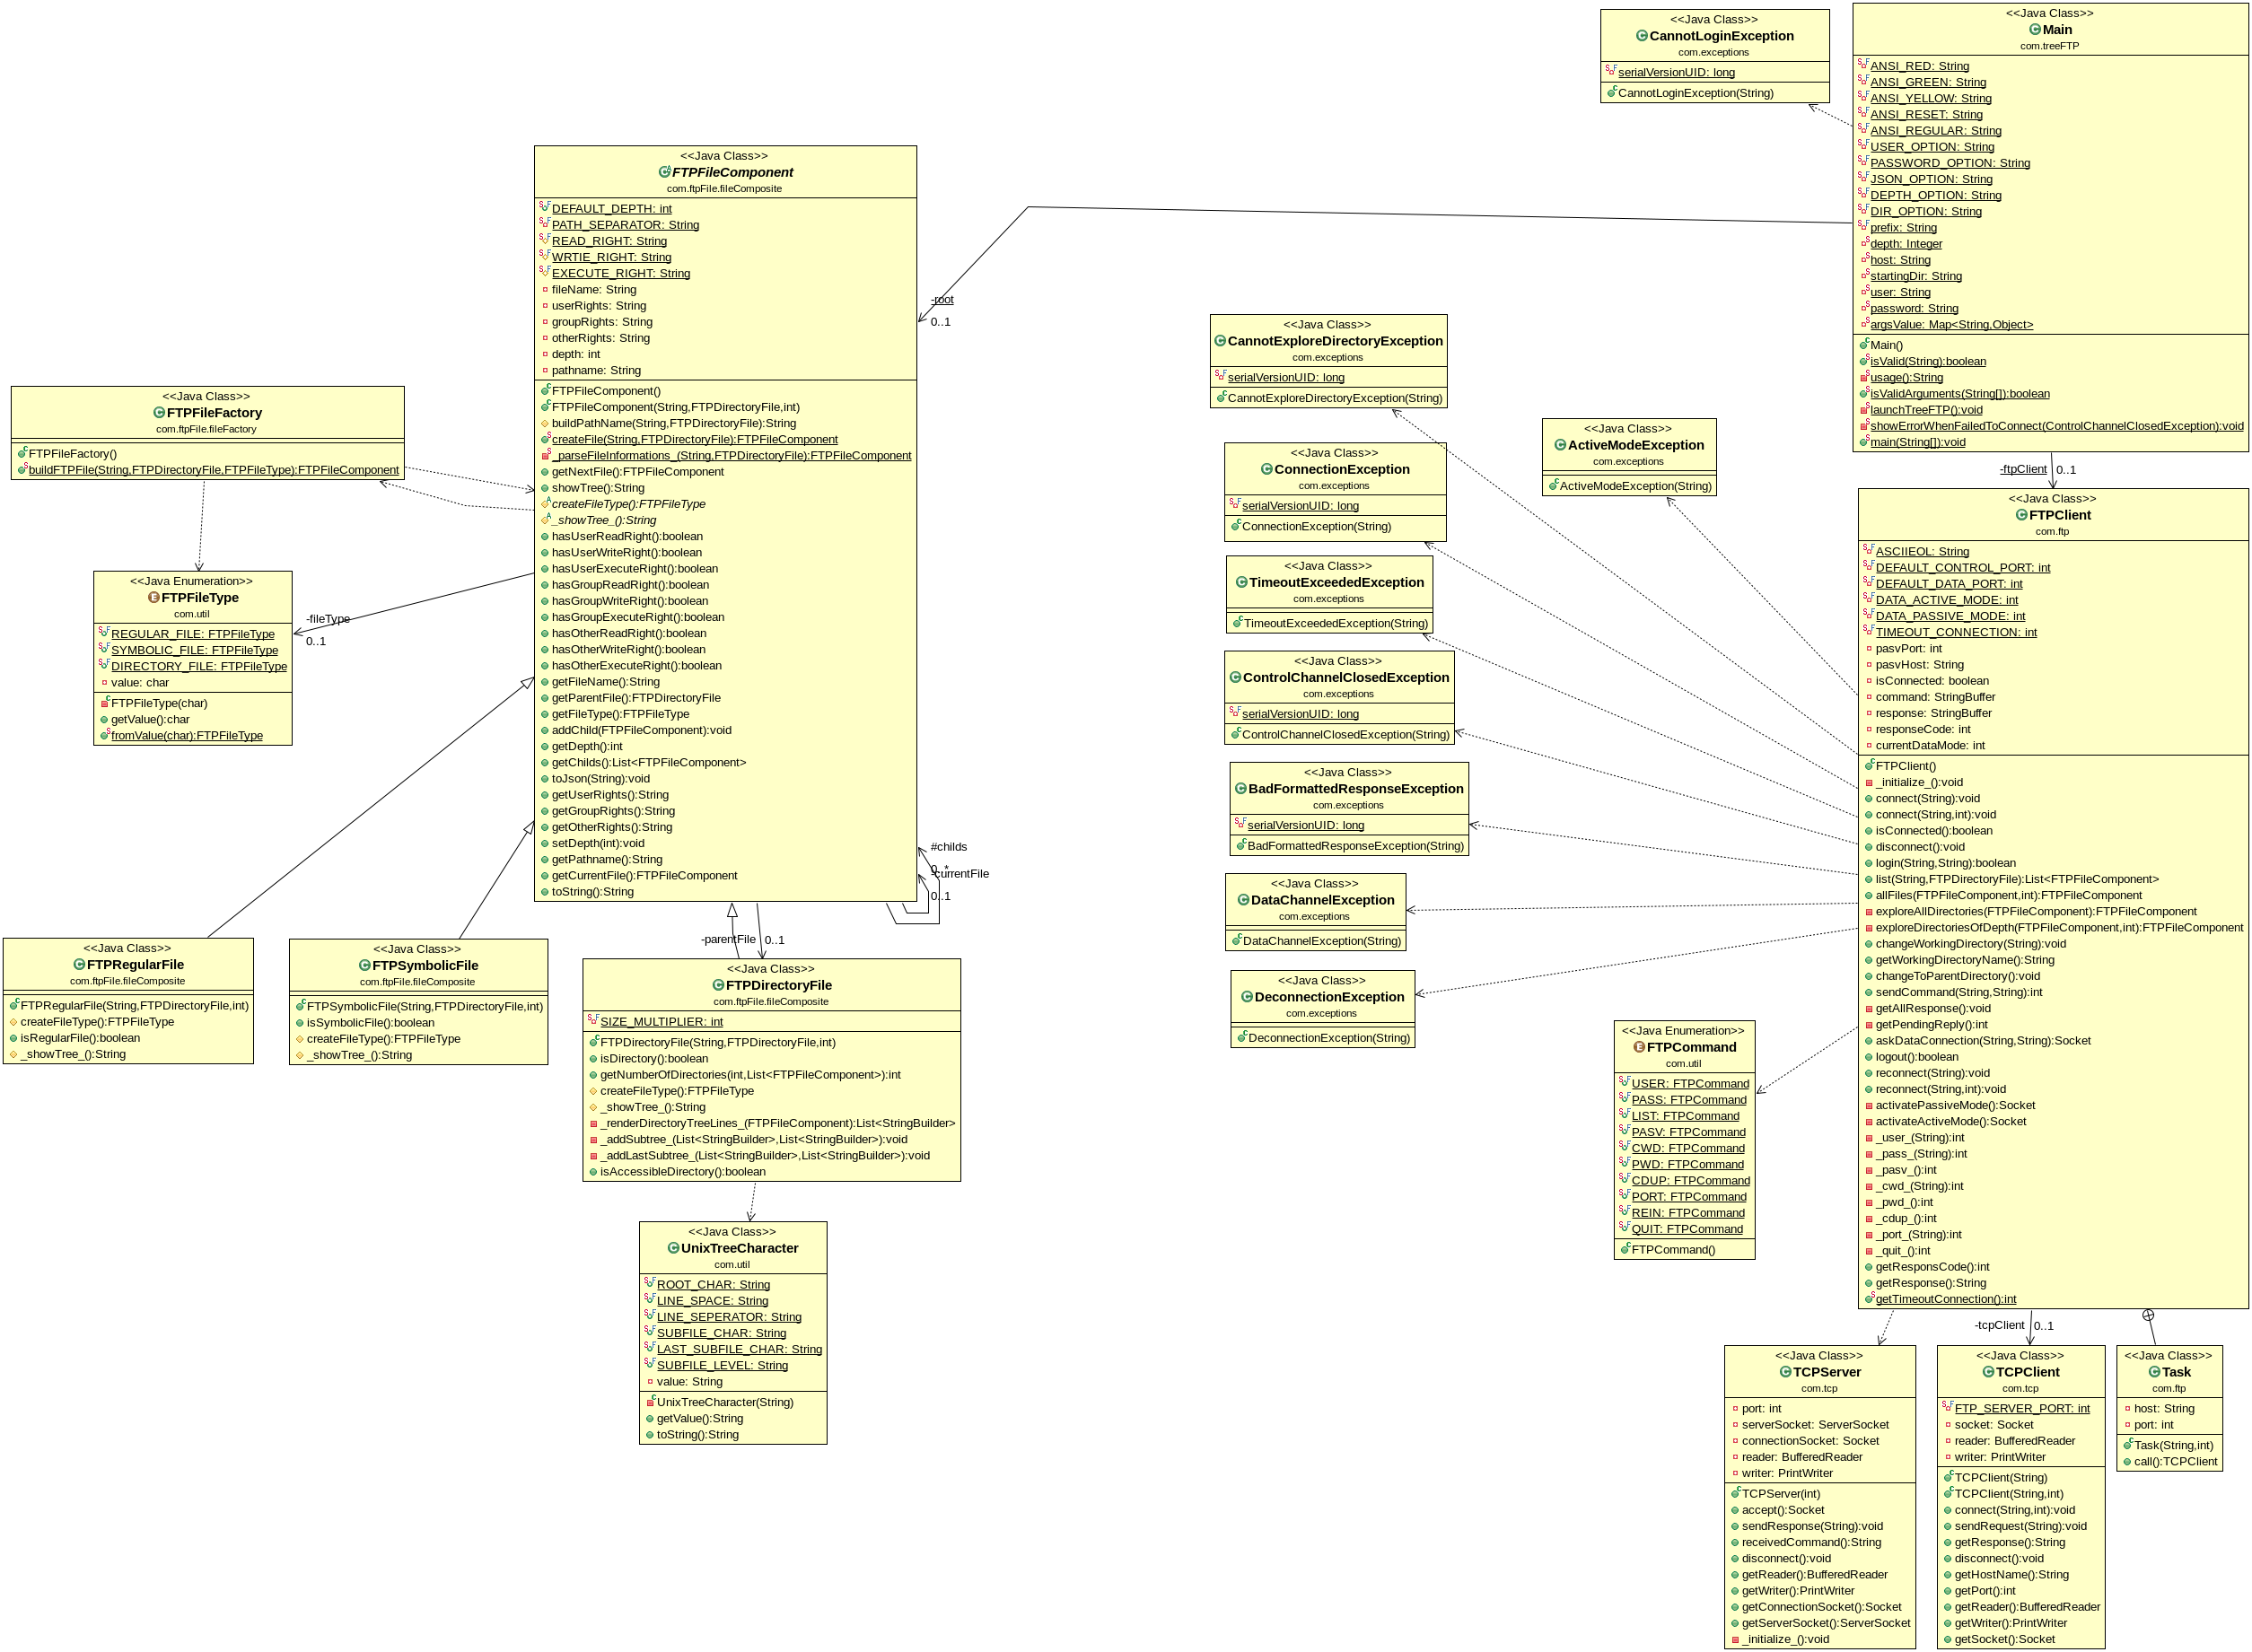 <<Java Class>>
CannotLoginException
com.exceptions
serialVersionUID: long
CannotLoginException(String)
<<Java Class>>
Main
com.treeFTP
ANSI_RED: String
ANSI_GREEN: String
ANSI_YELLOW: String
ANSI_RESET: String
ANSI_REGULAR: String
USER_OPTION: String
PASSWORD_OPTION: String
JSON_OPTION: String
DEPTH_OPTION: String
DIR_OPTION: String
prefix: String
depth: Integer
host: String
startingDir: String
user: String
password: String
argsValue: Map<String,Object>
Main()
isValid(String):boolean
usage():String
isValidArguments(String[]):boolean
launchTreeFTP():void
showErrorWhenFailedToConnect(ControlChannelClosedException):void
main(String[]):void
<<Java Class>>
FTPFileComponent
com.ftpFile.fileComposite
DEFAULT_DEPTH: int
PATH_SEPARATOR: String
READ_RIGHT: String
WRTIE_RIGHT: String
EXECUTE_RIGHT: String
fileName: String
userRights: String
groupRights: String
otherRights: String
depth: int
pathname: String
FTPFileComponent()
FTPFileComponent(String,FTPDirectoryFile,int)
buildPathName(String,FTPDirectoryFile):String
createFile(String,FTPDirectoryFile):FTPFileComponent
_parseFileInformations_(String,FTPDirectoryFile):FTPFileComponent
getNextFile():FTPFileComponent
showTree():String
createFileType():FTPFileType
_showTree_():String
hasUserReadRight():boolean
hasUserWriteRight():boolean
hasUserExecuteRight():boolean
hasGroupReadRight():boolean
hasGroupWriteRight():boolean
hasGroupExecuteRight():boolean
hasOtherReadRight():boolean
hasOtherWriteRight():boolean
hasOtherExecuteRight():boolean
getFileName():String
getParentFile():FTPDirectoryFile
getFileType():FTPFileType
addChild(FTPFileComponent):void
getDepth():int
getChilds():List<FTPFileComponent>
toJson(String):void
getUserRights():String
getGroupRights():String
getOtherRights():String
setDepth(int):void
getPathname():String
getCurrentFile():FTPFileComponent
toString():String
-root
0..1
#childs
0..*
-currentFile
0..1
<<Java Class>>
FTPFileFactory
com.ftpFile.fileFactory
FTPFileFactory()
buildFTPFile(String,FTPDirectoryFile,FTPFileType):FTPFileComponent
<<Java Enumeration>>
FTPFileType
com.util
REGULAR_FILE: FTPFileType
SYMBOLIC_FILE: FTPFileType
DIRECTORY_FILE: FTPFileType
value: char
FTPFileType(char)
getValue():char
fromValue(char):FTPFileType
-fileType
0..1
<<Java Class>>
CannotExploreDirectoryException
com.exceptions
serialVersionUID: long
CannotExploreDirectoryException(String)
<<Java Class>>
ActiveModeException
com.exceptions
ActiveModeException(String)
<<Java Class>>
ConnectionException
com.exceptions
serialVersionUID: long
ConnectionException(String)
<<Java Class>>
TimeoutExceededException
com.exceptions
TimeoutExceededException(String)
<<Java Class>>
ControlChannelClosedException
com.exceptions
serialVersionUID: long
ControlChannelClosedException(String)
<<Java Class>>
BadFormattedResponseException
com.exceptions
serialVersionUID: long
BadFormattedResponseException(String)
<<Java Class>>
DataChannelException
com.exceptions
DataChannelException(String)
<<Java Class>>
DeconnectionException
com.exceptions
DeconnectionException(String)
-ftpClient
0..1
<<Java Class>>
FTPClient
com.ftp
ASCIIEOL: String
DEFAULT_CONTROL_PORT: int
DEFAULT_DATA_PORT: int
DATA_ACTIVE_MODE: int
DATA_PASSIVE_MODE: int
TIMEOUT_CONNECTION: int
pasvPort: int
pasvHost: String
isConnected: boolean
command: StringBuffer
response: StringBuffer
responseCode: int
currentDataMode: int
FTPClient()
_initialize_():void
connect(String):void
connect(String,int):void
isConnected():boolean
disconnect():void
login(String,String):boolean
list(String,FTPDirectoryFile):List<FTPFileComponent>
allFiles(FTPFileComponent,int):FTPFileComponent
exploreAllDirectories(FTPFileComponent):FTPFileComponent
exploreDirectoriesOfDepth(FTPFileComponent,int):FTPFileComponent
changeWorkingDirectory(String):void
getWorkingDirectoryName():String
changeToParentDirectory():void
sendCommand(String,String):int
getAllResponse():void
getPendingReply():int
askDataConnection(String,String):Socket
logout():boolean
reconnect(String):void
reconnect(String,int):void
activatePassiveMode():Socket
activateActiveMode():Socket
_user_(String):int
_pass_(String):int
_pasv_():int
_cwd_(String):int
_pwd_():int
_cdup_():int
_port_(String):int
_quit_():int
getResponsCode():int
getResponse():String
getTimeoutConnection():int
<<Java Class>>
FTPRegularFile
com.ftpFile.fileComposite
FTPRegularFile(String,FTPDirectoryFile,int)
createFileType():FTPFileType
isRegularFile():boolean
_showTree_():String
<<Java Class>>
FTPSymbolicFile
com.ftpFile.fileComposite
FTPSymbolicFile(String,FTPDirectoryFile,int)
isSymbolicFile():boolean
createFileType():FTPFileType
_showTree_():String
-parentFile
0..1
<<Java Class>>
FTPDirectoryFile
com.ftpFile.fileComposite
SIZE_MULTIPLIER: int
FTPDirectoryFile(String,FTPDirectoryFile,int)
isDirectory():boolean
getNumberOfDirectories(int,List<FTPFileComponent>):int
createFileType():FTPFileType
_showTree_():String
_renderDirectoryTreeLines_(FTPFileComponent):List<StringBuilder>
_addSubtree_(List<StringBuilder>,List<StringBuilder>):void
_addLastSubtree_(List<StringBuilder>,List<StringBuilder>):void
isAccessibleDirectory():boolean
<<Java Class>>
UnixTreeCharacter
com.util
ROOT_CHAR: String
LINE_SPACE: String
LINE_SEPERATOR: String
SUBFILE_CHAR: String
LAST_SUBFILE_CHAR: String
SUBFILE_LEVEL: String
value: String
UnixTreeCharacter(String)
getValue():String
toString():String
<<Java Enumeration>>
FTPCommand
com.util
USER: FTPCommand
PASS: FTPCommand
LIST: FTPCommand
PASV: FTPCommand
CWD: FTPCommand
PWD: FTPCommand
CDUP: FTPCommand
PORT: FTPCommand
REIN: FTPCommand
QUIT: FTPCommand
FTPCommand()
-tcpClient
0..1
<<Java Class>>
TCPServer
com.tcp
port: int
serverSocket: ServerSocket
connectionSocket: Socket
reader: BufferedReader
writer: PrintWriter
TCPServer(int)
accept():Socket
sendResponse(String):void
receivedCommand():String
disconnect():void
getReader():BufferedReader
getWriter():PrintWriter
getConnectionSocket():Socket
getServerSocket():ServerSocket
_initialize_():void
<<Java Class>>
TCPClient
com.tcp
FTP_SERVER_PORT: int
socket: Socket
reader: BufferedReader
writer: PrintWriter
TCPClient(String)
TCPClient(String,int)
connect(String,int):void
sendRequest(String):void
getResponse():String
disconnect():void
getHostName():String
getPort():int
getReader():BufferedReader
getWriter():PrintWriter
getSocket():Socket
<<Java Class>>
Task
com.ftp
host: String
port: int
Task(String,int)
call():TCPClient